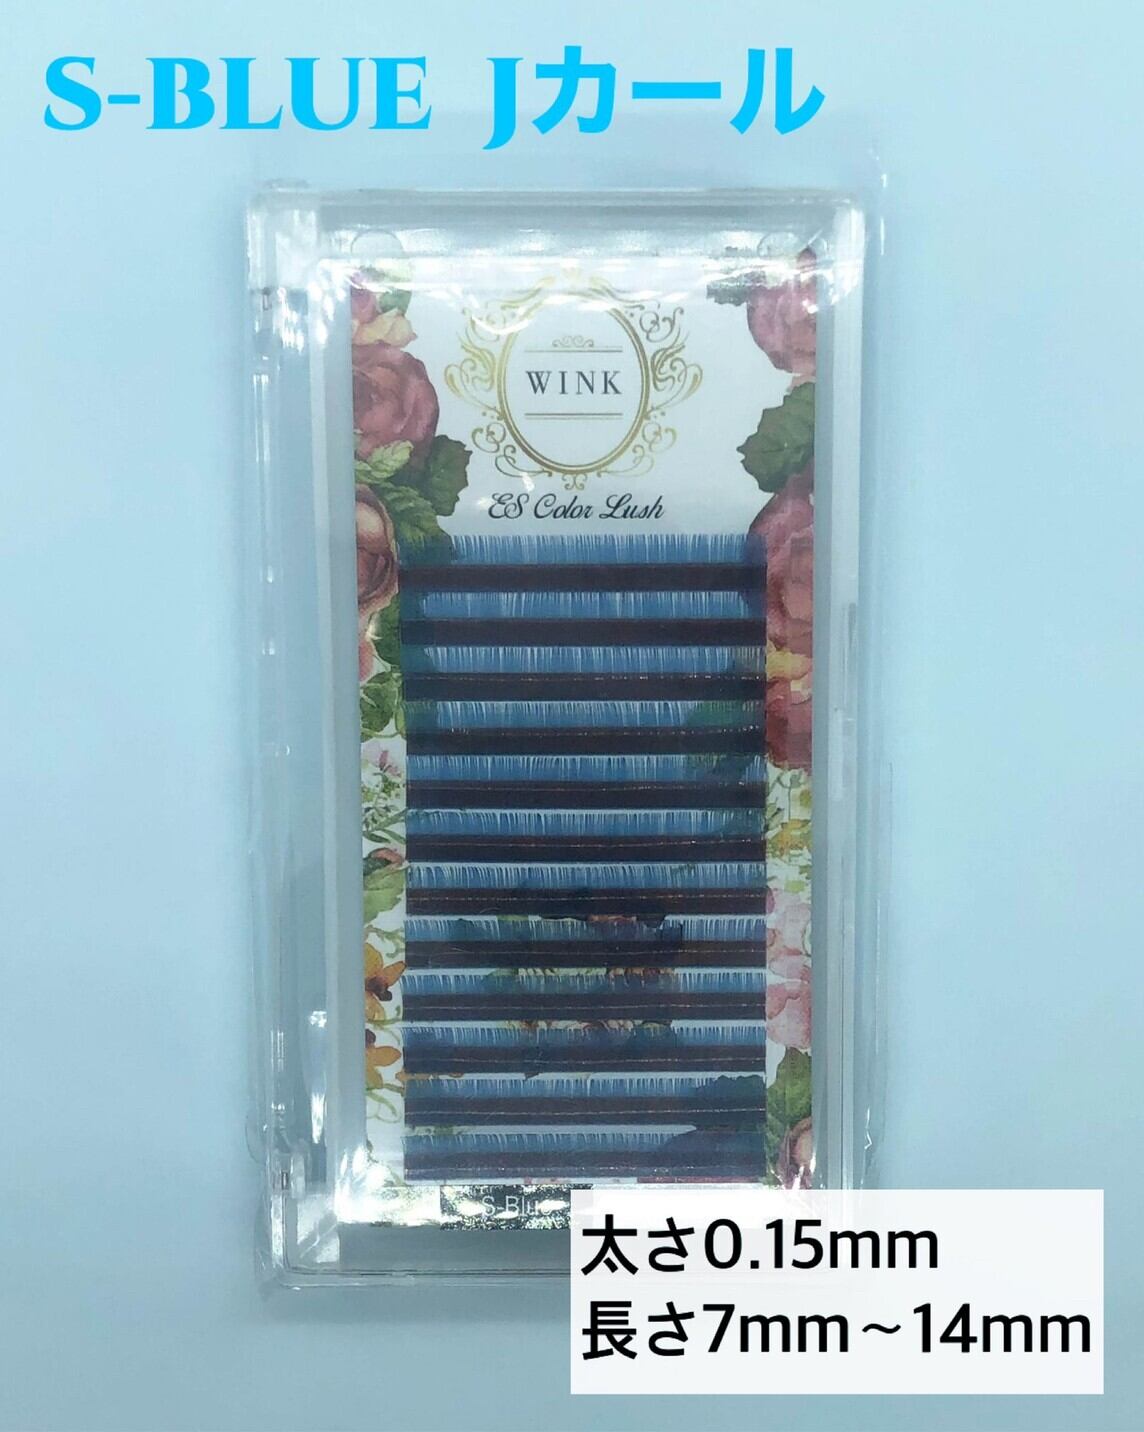 S-BLUE Jカール
WINK
ES Color Lush
S-Blue
太さ0.15mm
長さ7mm~14mm